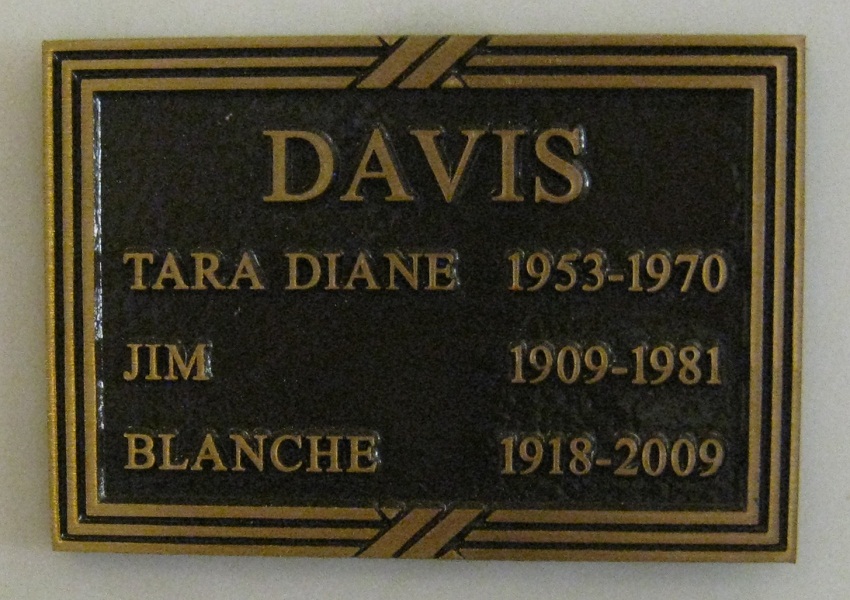 DAVIS
TARA DIANE 1953-1970
JIM 1909-1981
BLANCHE 1918-2009